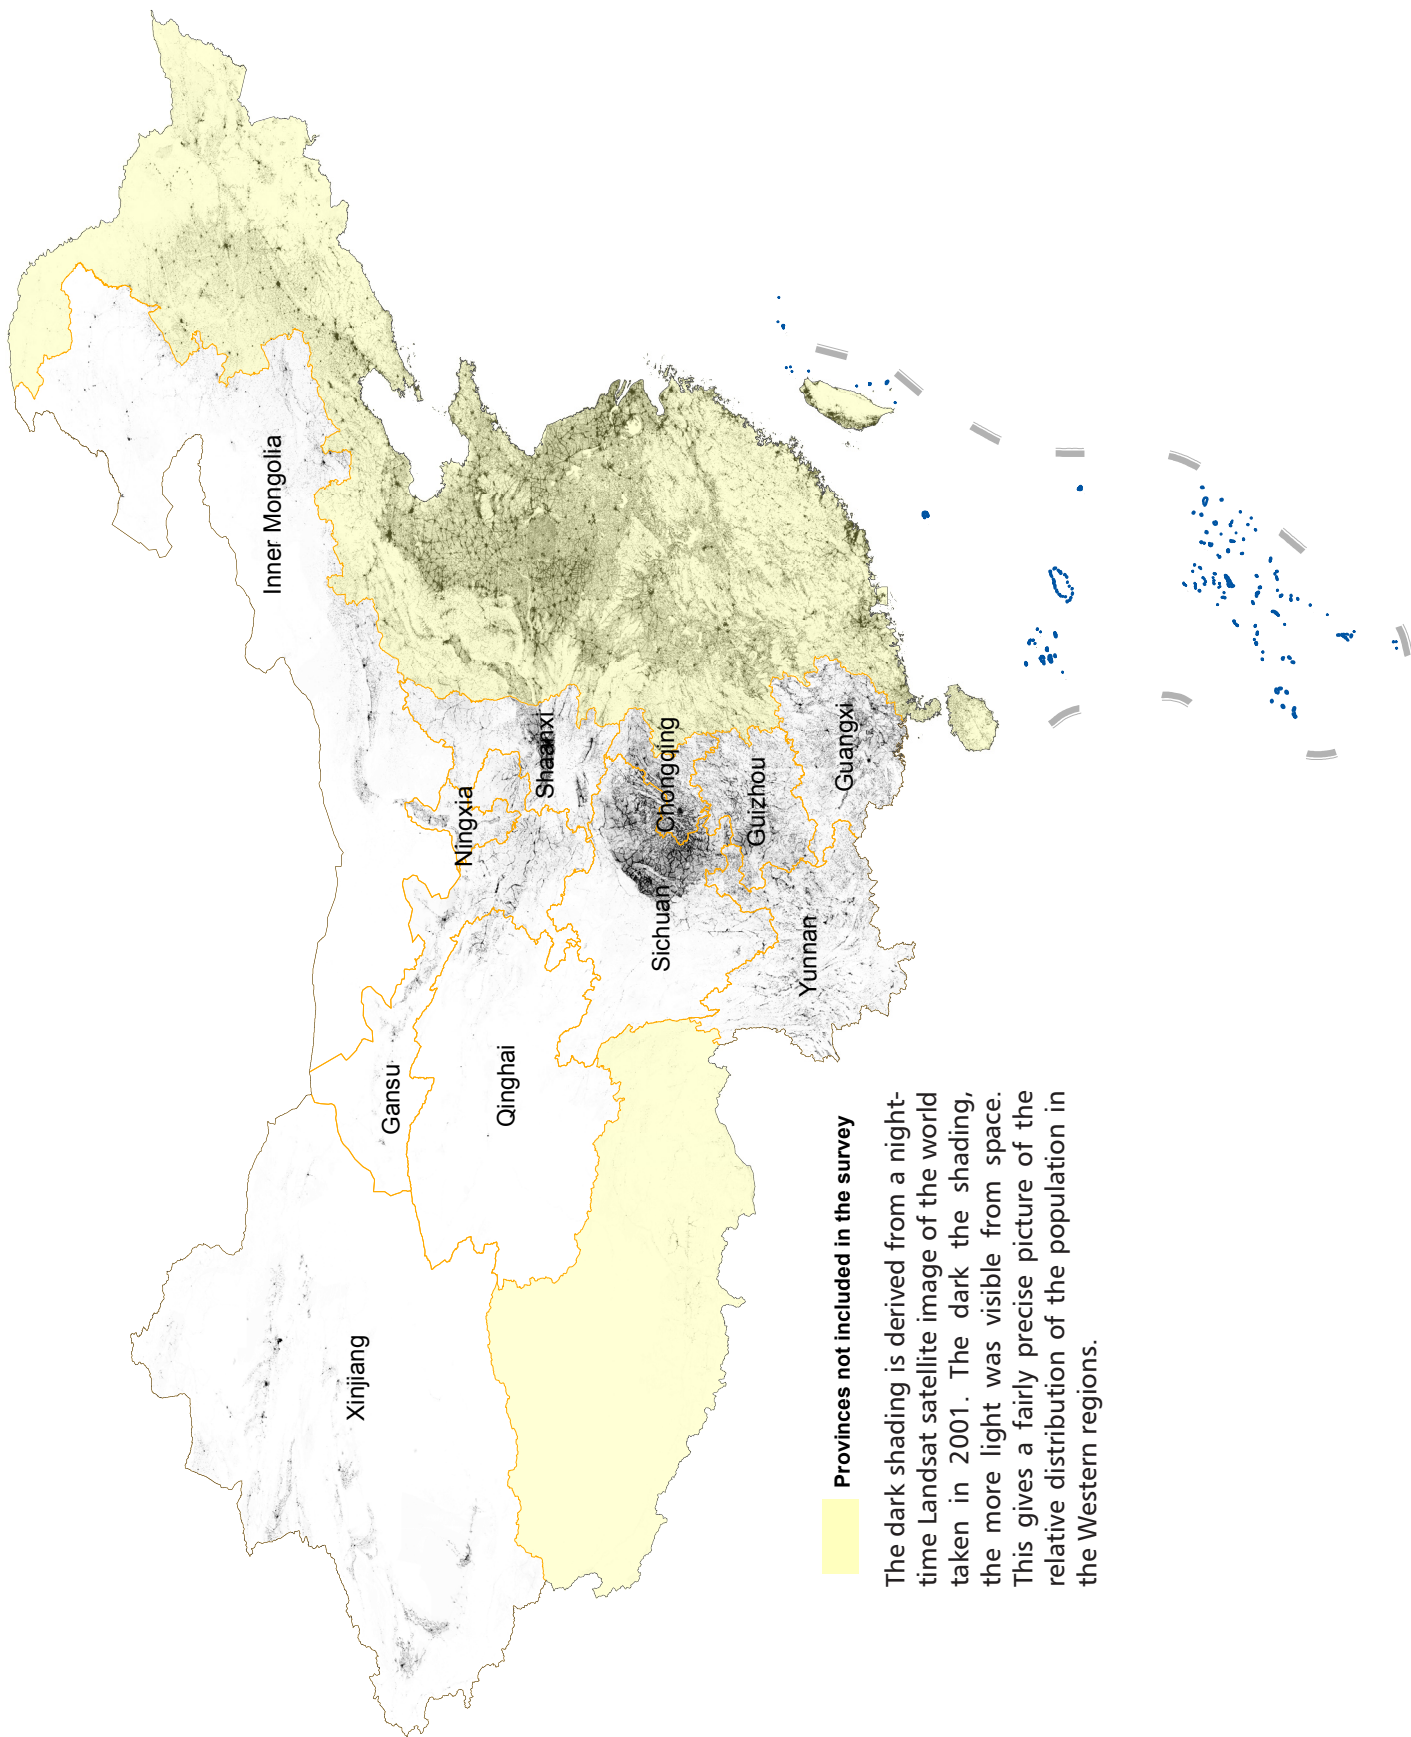 Xinjiang
Gansu
Qinghai
Inner Mongolia
Ningxia
Shaanxi
Sichuan
Chongqing
Guizhou
Yunnan
Guangxi
Provinces not included in the survey
The dark shading is derived from a night-
time Landsat satellite image of the world
taken in 2001. The dark the shading,
the more light was visible from space.
This gives a fairly precise picture of the
relative distribution of the population in
the Western regions.